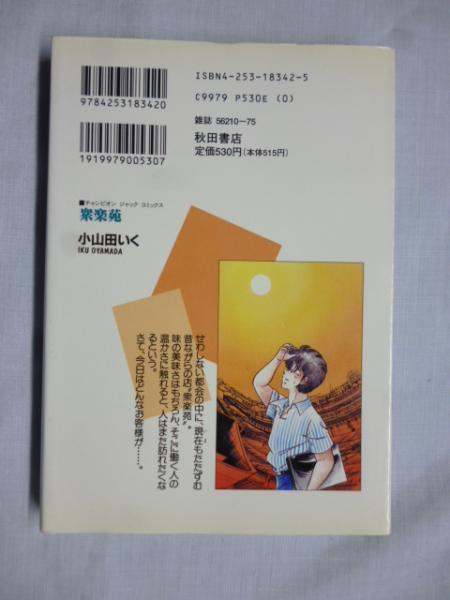 ISBN4-253-18342-5
C9979 P530E (0)
9784253183420
雑誌 56210-75
秋田書店
定価530円(本体515円)
1919979005307
■チャンピオン ジャック コミックス
衆楽苑
小山田いく
IKU OYAMADA
せわしない都会の中に、現在もたたずむ
昔ながらの店〝衆楽苑〟。
味の美味さはもちろん、そこに働く人の
温かさに触れると、人はまた訪れたくな
るという。
さて、今日はどんなお客様が……。